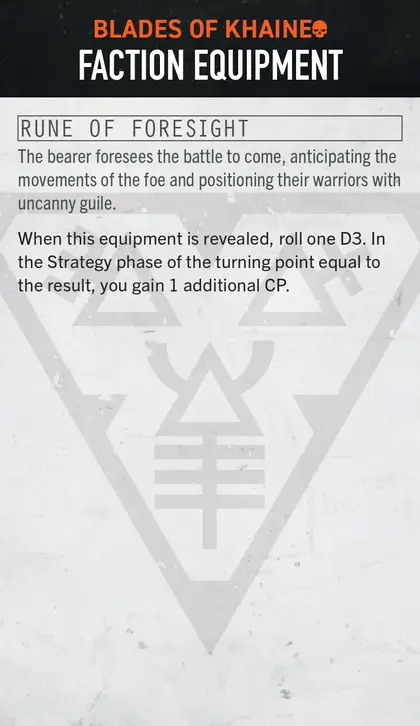 BLADES OF KHAINE
FACTION EQUIPMENT
RUNE OF FORESIGHT
The bearer foresees the battle to come, anticipating the
movements of the foe and positioning their warriors with
uncanny guile.
When this equipment is revealed, roll one D3. In
the Strategy phase of the turning point equal to
the result, you gain 1 additional CP.